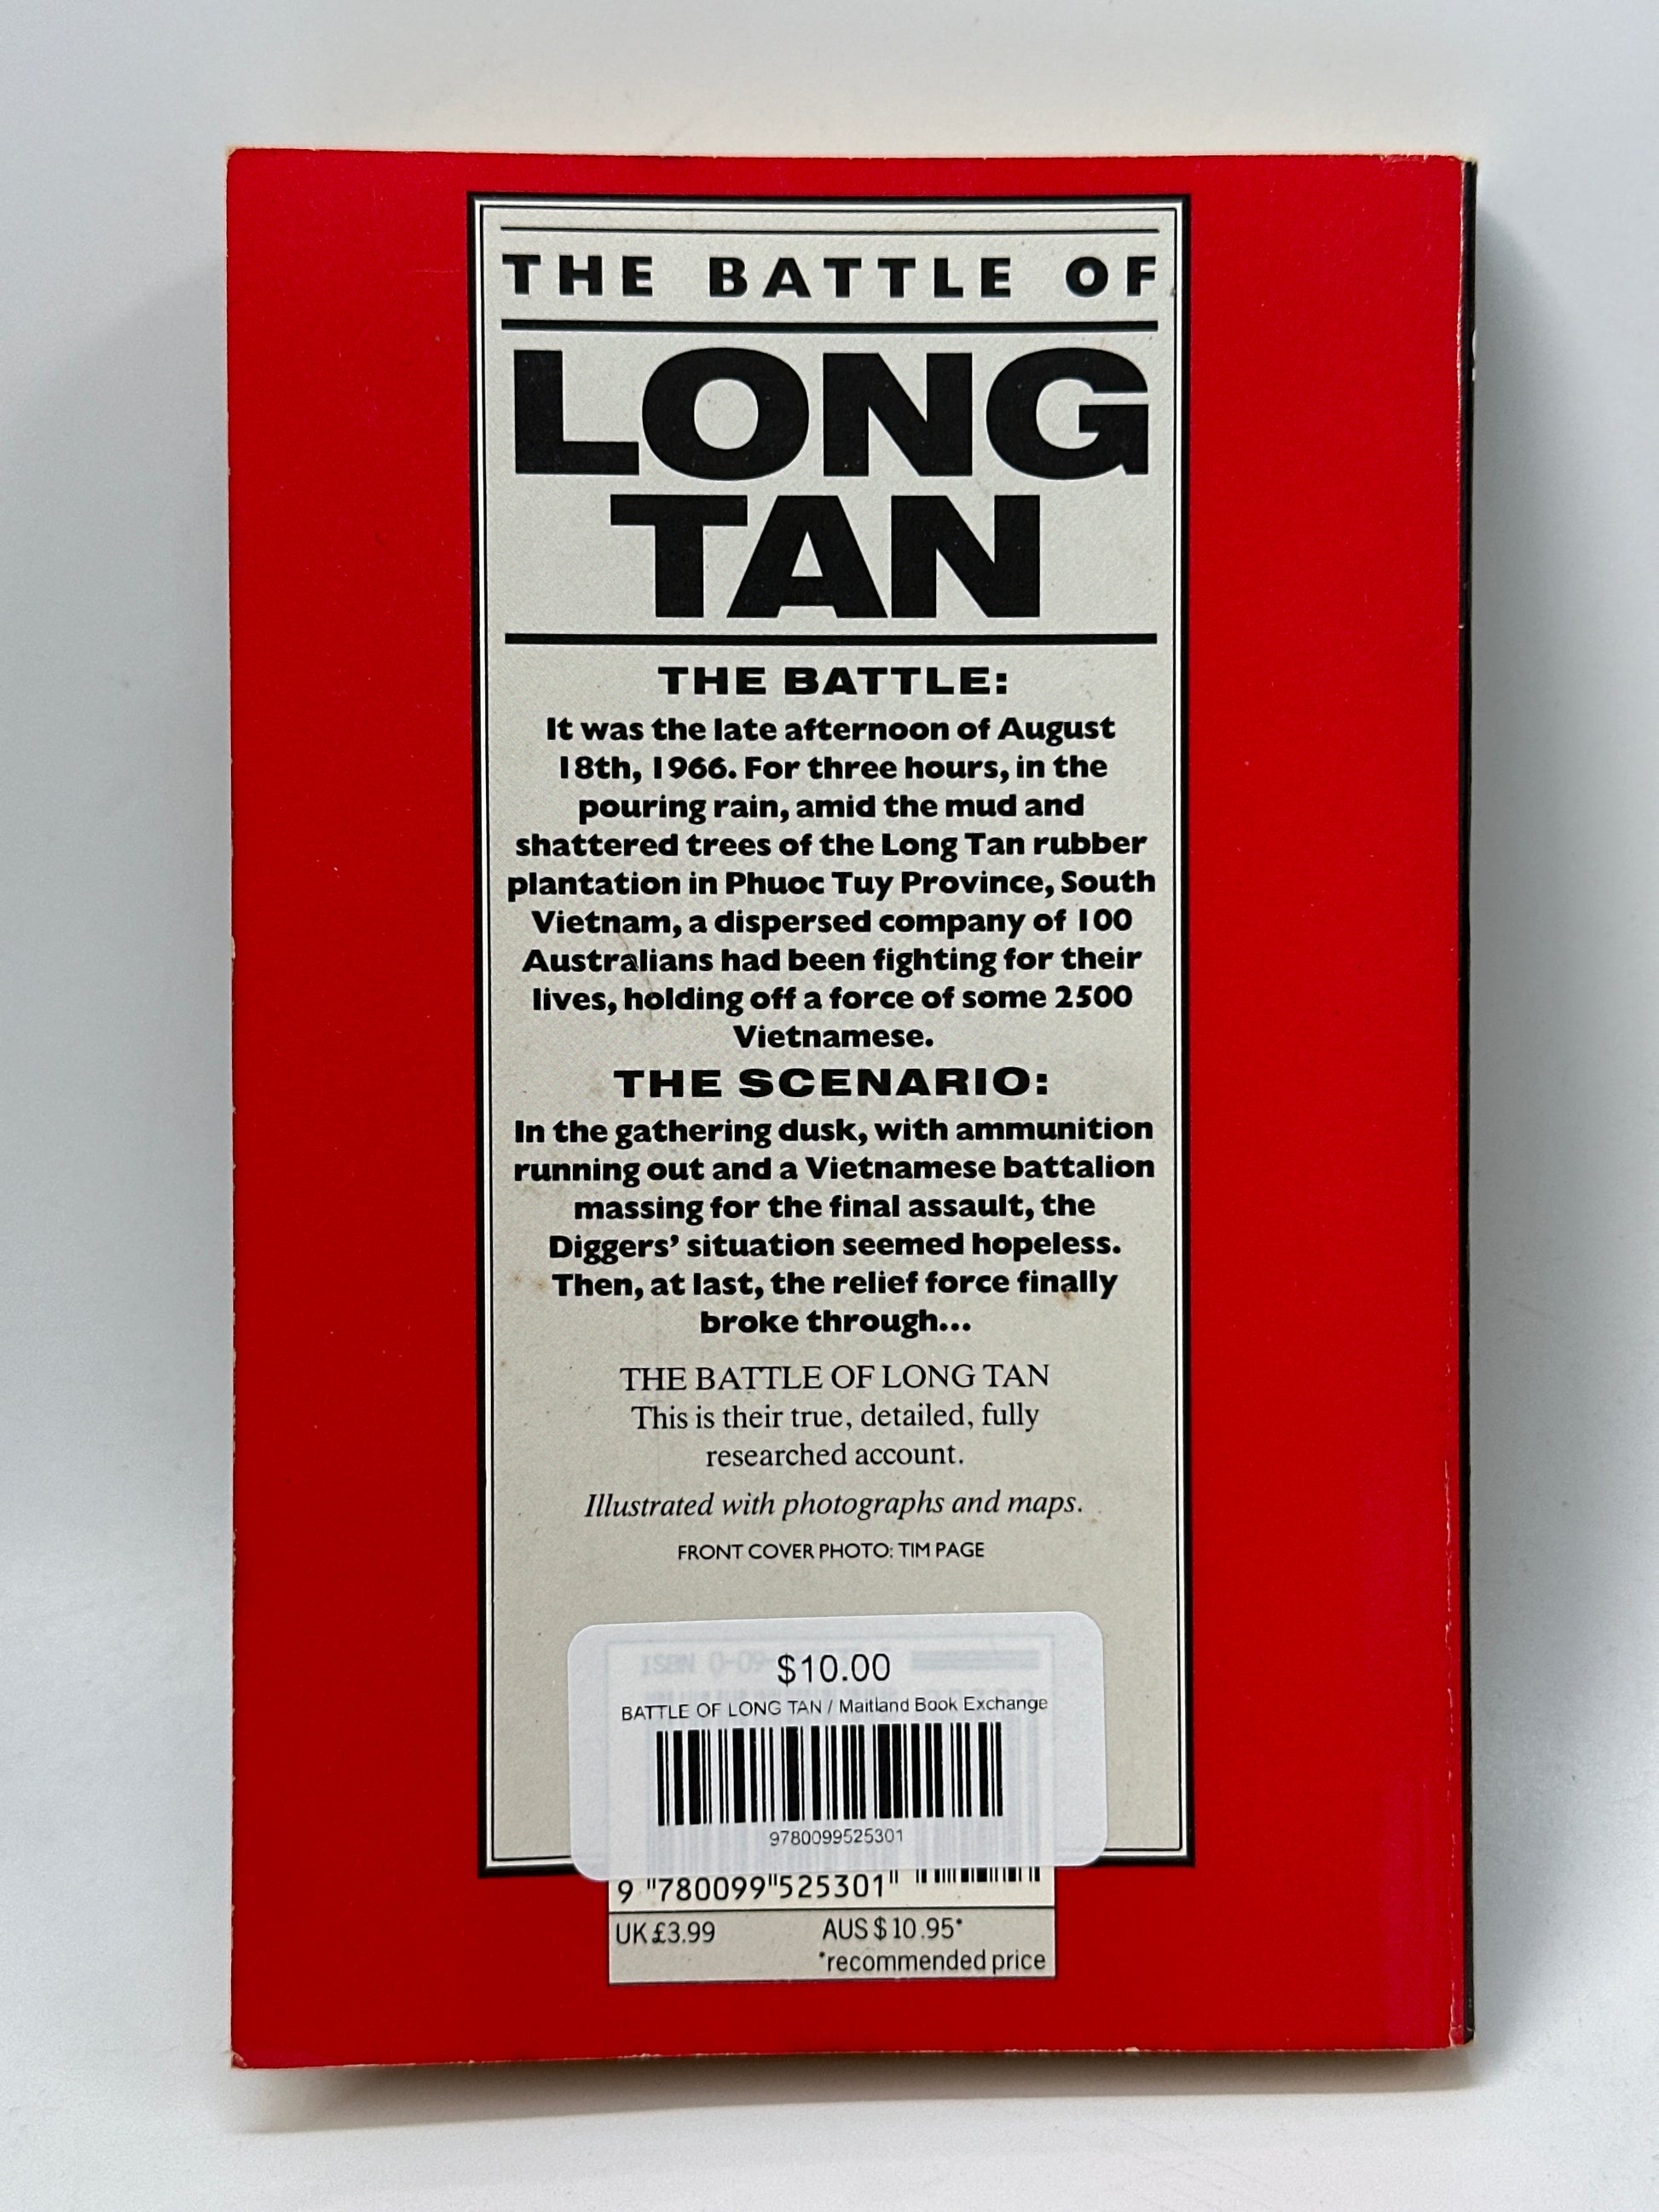 THE BATTLE OF
LONG
TAN
THE BATTLE:
It was the late afternoon of August
18th, 1966. For three hours, in the
pouring rain, amid the mud and
shattered trees of the Long Tan rubber
plantation in Phuoc Tuy Province, South
Vietnam, a dispersed company of 100
Australians had been fighting for their
lives, holding off a force of some 2500
Vietnamese.
THE SCENARIO:
In the gathering dusk, with ammunition
running out and a Vietnamese battalion
massing for the final assault, the
Diggers’ situation seemed hopeless.
Then, at last, the relief force finally
broke through...
THE BATTLE OF LONG TAN
This is their true, detailed, fully
researched account.
Illustrated with photographs and maps.
FRONT COVER PHOTO: TIM PAGE
ISBN 0-09-
$10.00
BATTLE OF LONG TAN / Maitland Book Exchange
9780099525301
9 "780099"525301"
UK £3.99 AUS $10.95*
*recommended price